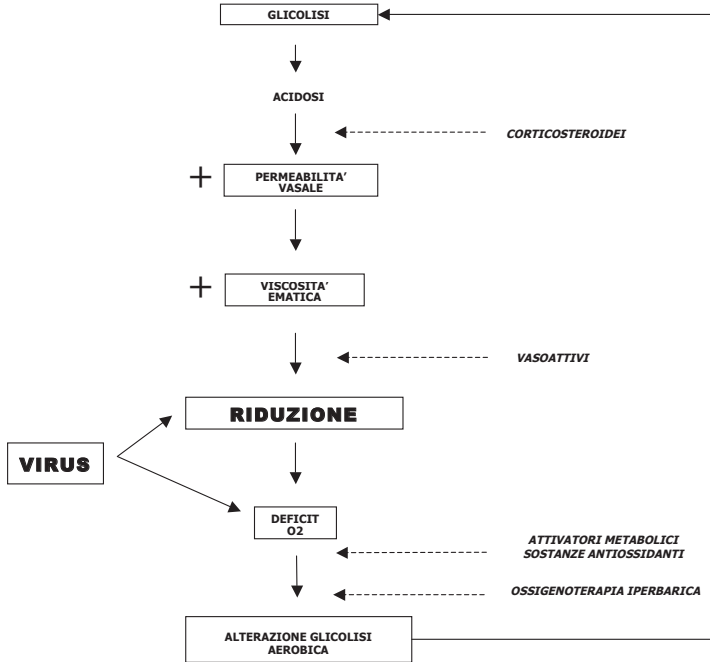 GLICOLISI
ACIDOSI
CORTICOSTEROIDEI
+
PERMEABILITA’
VASALE
+
VISCOSITA’
EMATICA
VASOATTIVI
RIDUZIONE
VIRUS
DEFICIT
O2
ATTIVATORI METABOLICI
SOSTANZE ANTIOSSIDANTI
OSSIGENOTERAPIA IPERBARICA
ALTERAZIONE GLICOLISI
AEROBICA